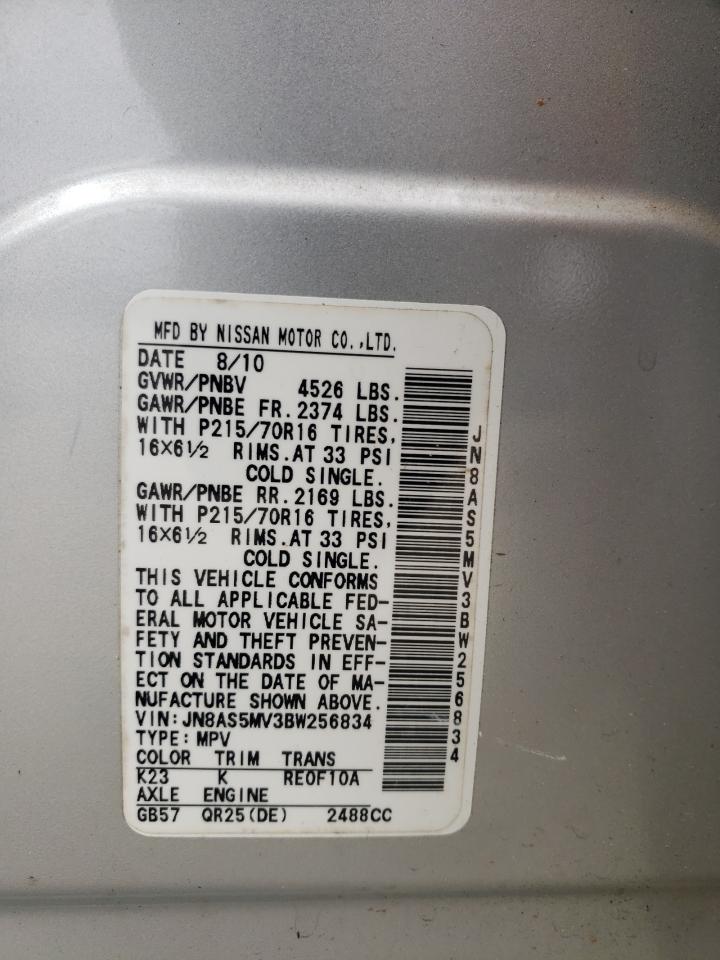 MFD BY NISSAN MOTOR CO.,LTD.
DATE 8/10
GVWR/PNBV 4526 LBS.
GAWR/PNBE FR. 2374 LBS.
WITH P215/70R16 TIRES,
16X6½ RIMS. AT 33 PSI
COLD SINGLE.
GAWR/PNBE RR. 2169 LBS.
WITH P215/70R16 TIRES,
16X6½ RIMS. AT 33 PSI
COLD SINGLE.
THIS VEHICLE CONFORMS
TO ALL APPLICABLE FED-
ERAL MOTOR VEHICLE SA-
FETY AND THEFT PREVEN-
TION STANDARDS IN EFF-
ECT ON THE DATE OF MA-
NUFACTURE SHOWN ABOVE.
VIN: JN8AS5MV3BW256834
TYPE: MPV
COLOR TRIM TRANS
K23 K RE0F10A
AXLE ENGINE
GB57 QR25(DE) 2488CC
JN8AS5MV3BW256834